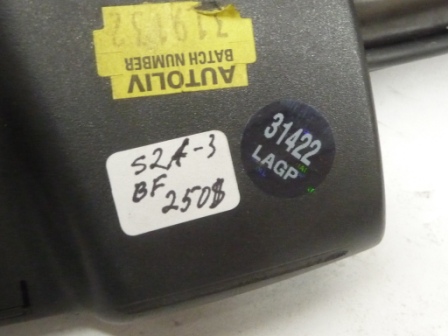 AUTOLIV
BATCH NUMBER
S2A-3
BF
250$
31422
LAGP